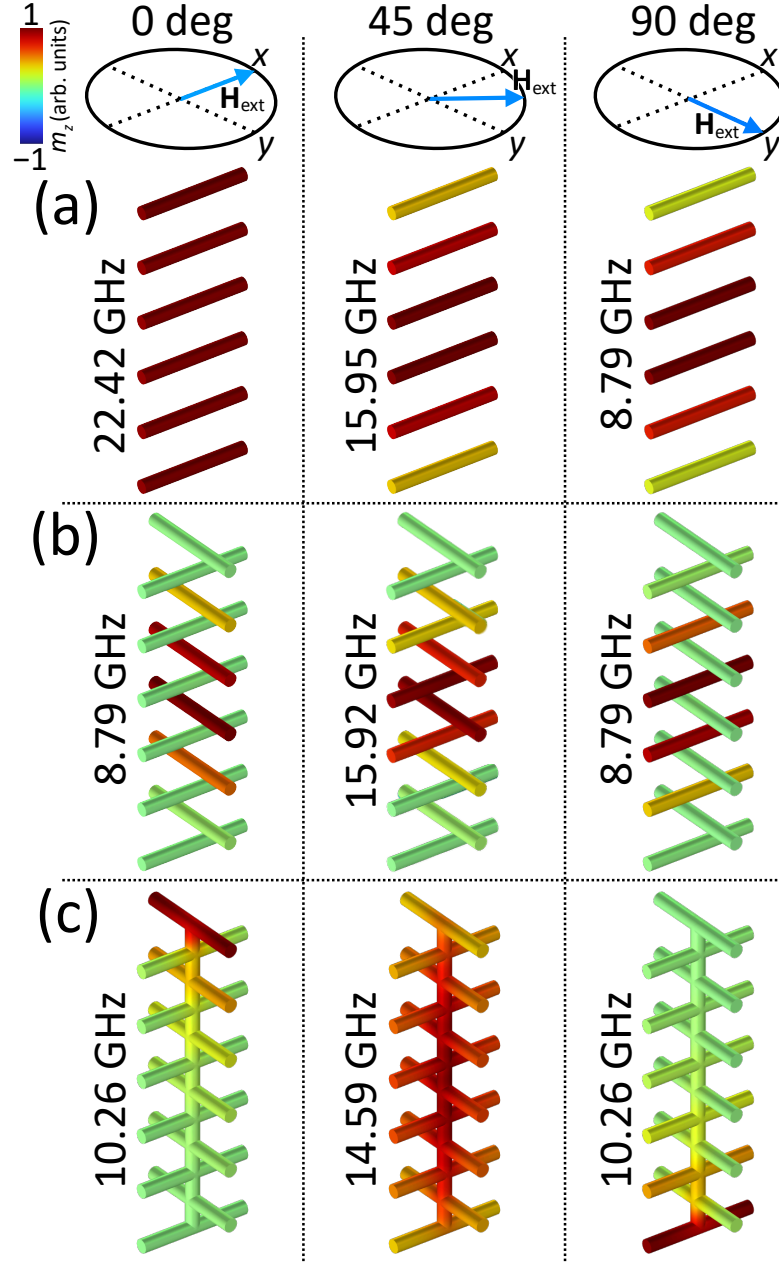 0 deg
45 deg
90 deg
1
−1
m_z (arb. units)
x
H_ext
y
x
H_ext
y
x
H_ext
y
(a)
22.42 GHz
15.95 GHz
8.79 GHz
(b)
8.79 GHz
15.92 GHz
8.79 GHz
(c)
10.26 GHz
14.59 GHz
10.26 GHz